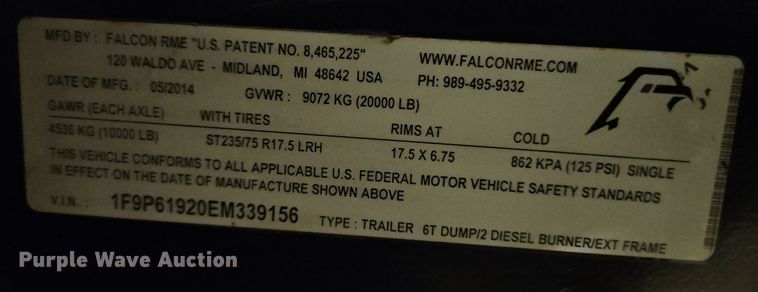 MFD BY : FALCON RME "U.S. PATENT NO. 8,465,225" WWW.FALCONRME.COM
120 WALDO AVE - MIDLAND, MI 48642 USA PH: 989-495-9332
DATE OF MFG. : 05/2014 GVWR : 9072 KG (20000 LB)
GAWR (EACH AXLE) WITH TIRES RIMS AT COLD
4536 KG (10000 LB) ST235/75 R17.5 LRH 17.5 X 6.75 862 KPA (125 PSI) SINGLE
THIS VEHICLE CONFORMS TO ALL APPLICABLE U.S. FEDERAL MOTOR VEHICLE SAFETY STANDARDS
IN EFFECT ON THE DATE OF MANUFACTURE SHOWN ABOVE
V.I.N.: 1F9P61920EM339156 TYPE : TRAILER 6T DUMP/2 DIESEL BURNER/EXT FRAME
Purple Wave Auction